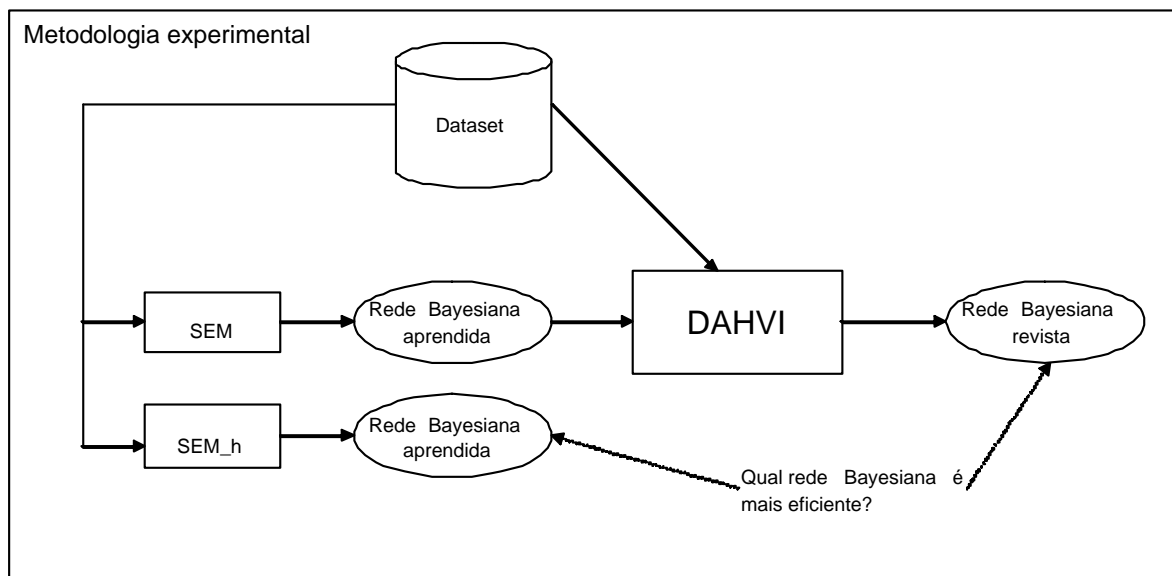 Metodologia experimental
Dataset
SEM
Rede Bayesiana
aprendida
DAHVI
Rede Bayesiana
revista
SEM_h
Rede Bayesiana
aprendida
Qual rede Bayesiana é
mais eficiente?